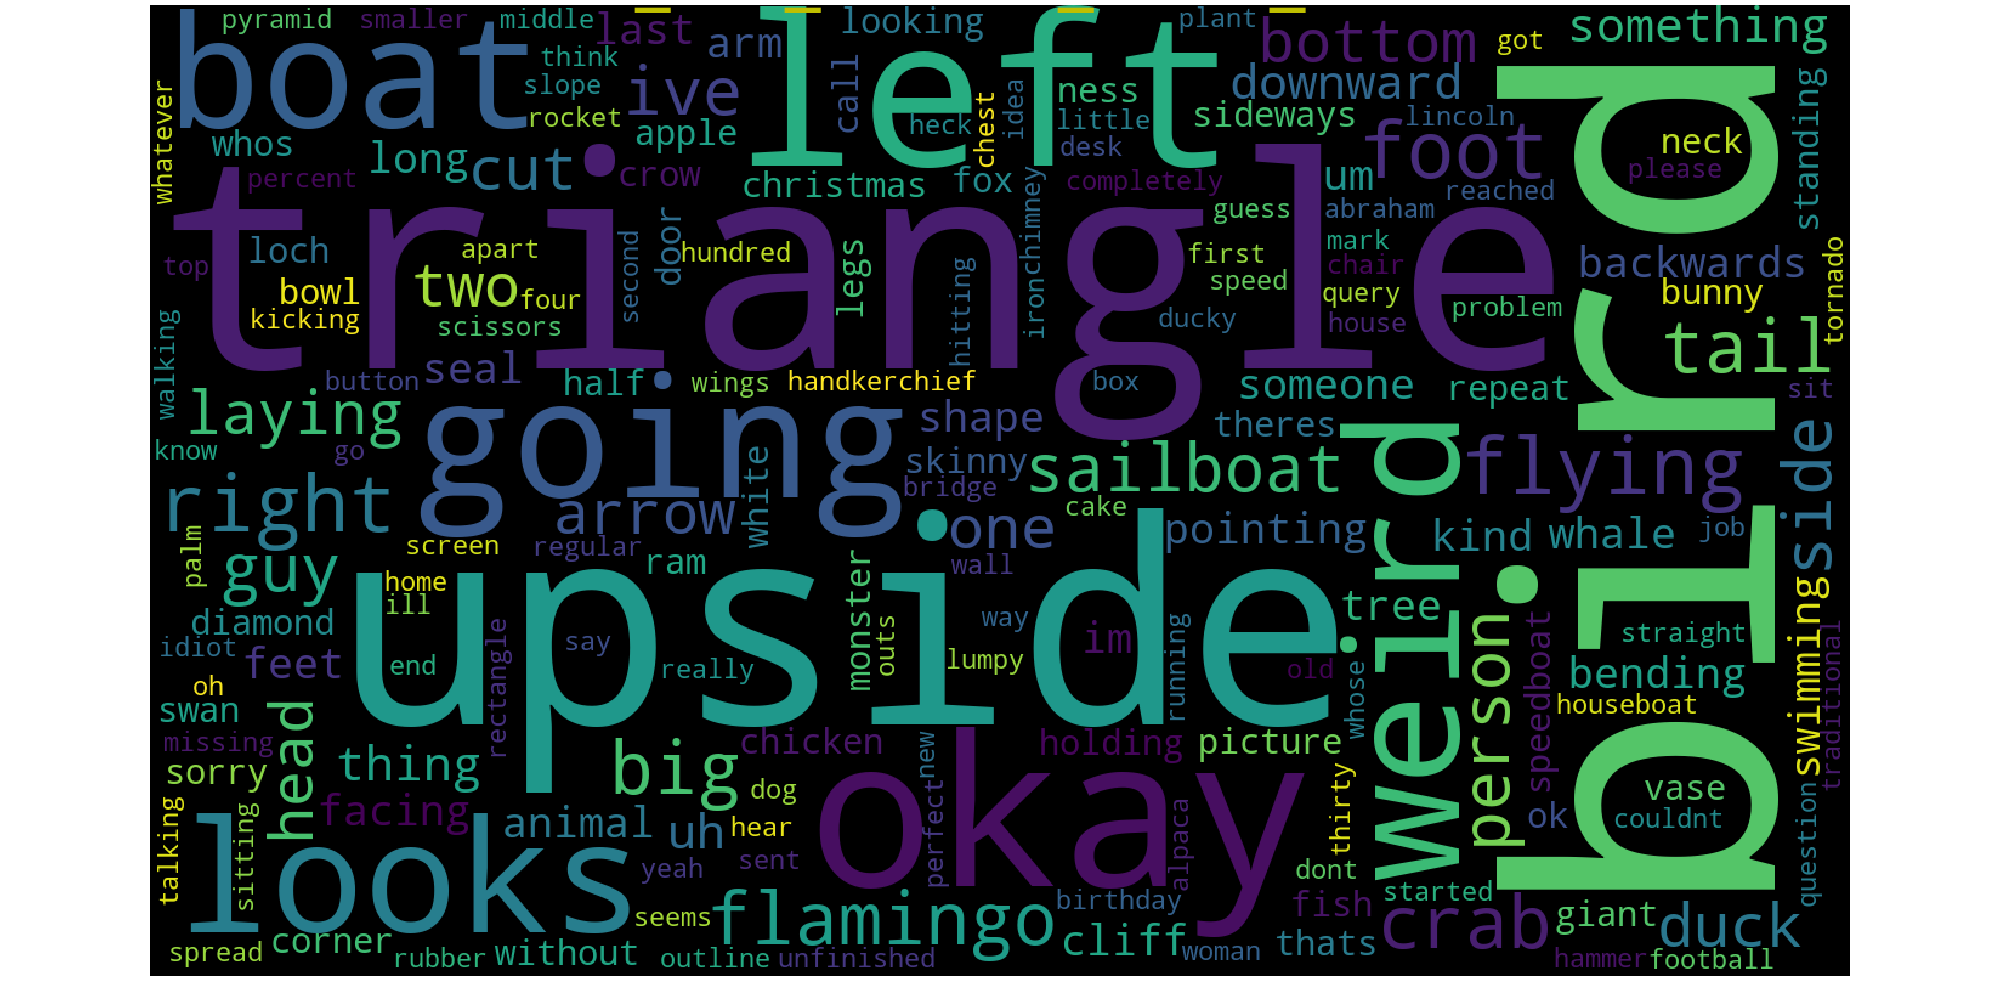 pyramid smaller middle looking plant something
boat last arm left bottom got
think
whatever slope ive call chest idea ness downward standing
rocket apple heck little sideways lincoln neck
whos long cut desk foot please
percent crow christmas fox completely um reached
triangle guess abraham
loch apart door legs ironchimney first mark backwards tornado
top second hundred chair
bowl two four hitting speed query bunny
kicking scissors ducky house problem tail
walking button seal half wings handkerchief box someone repeat sit
laying going shape theres bird
know go white skinny sailboat weird flying side
right arrow bridge cake
palm screen regular one pointing kind whale job
guy home ram wall
ill upside monster tree person swimming
diamond say outs way im speedboat straight traditional
idiot feet end rectangle really lumpy running old whose bending
oh houseboat
swan head
missing thing big chicken new holding picture
sorry dog vase
talking sitting facing animal uh hear perfect okay alpaca thirty ok couldnt question
looks yeah sent dont
seems flamingo birthday started
corner fish crab giant duck
spread rubber without outline unfinished cliff woman thats hammer football